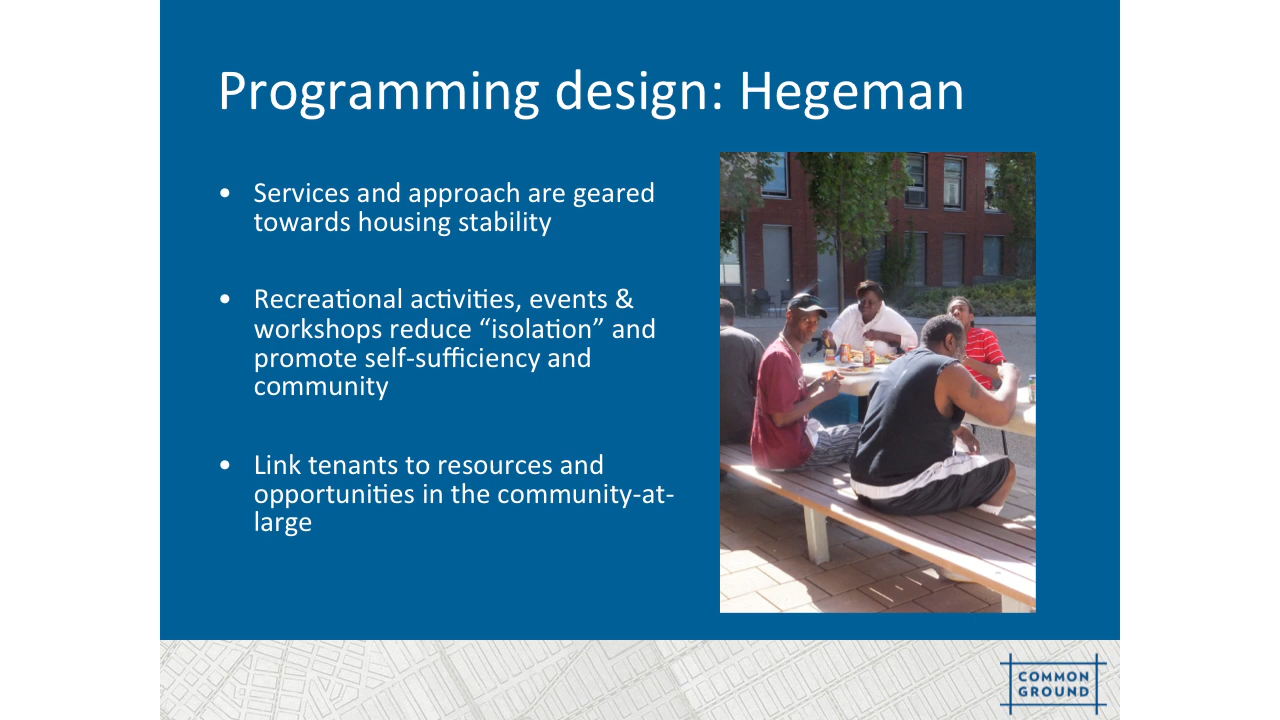 Programming design: Hegeman
• Services and approach are geared
towards housing stability
• Recreational activities, events &
workshops reduce “isolation” and
promote self-sufficiency and
community
• Link tenants to resources and
opportunities in the community-at-
large
COMMON
GROUND